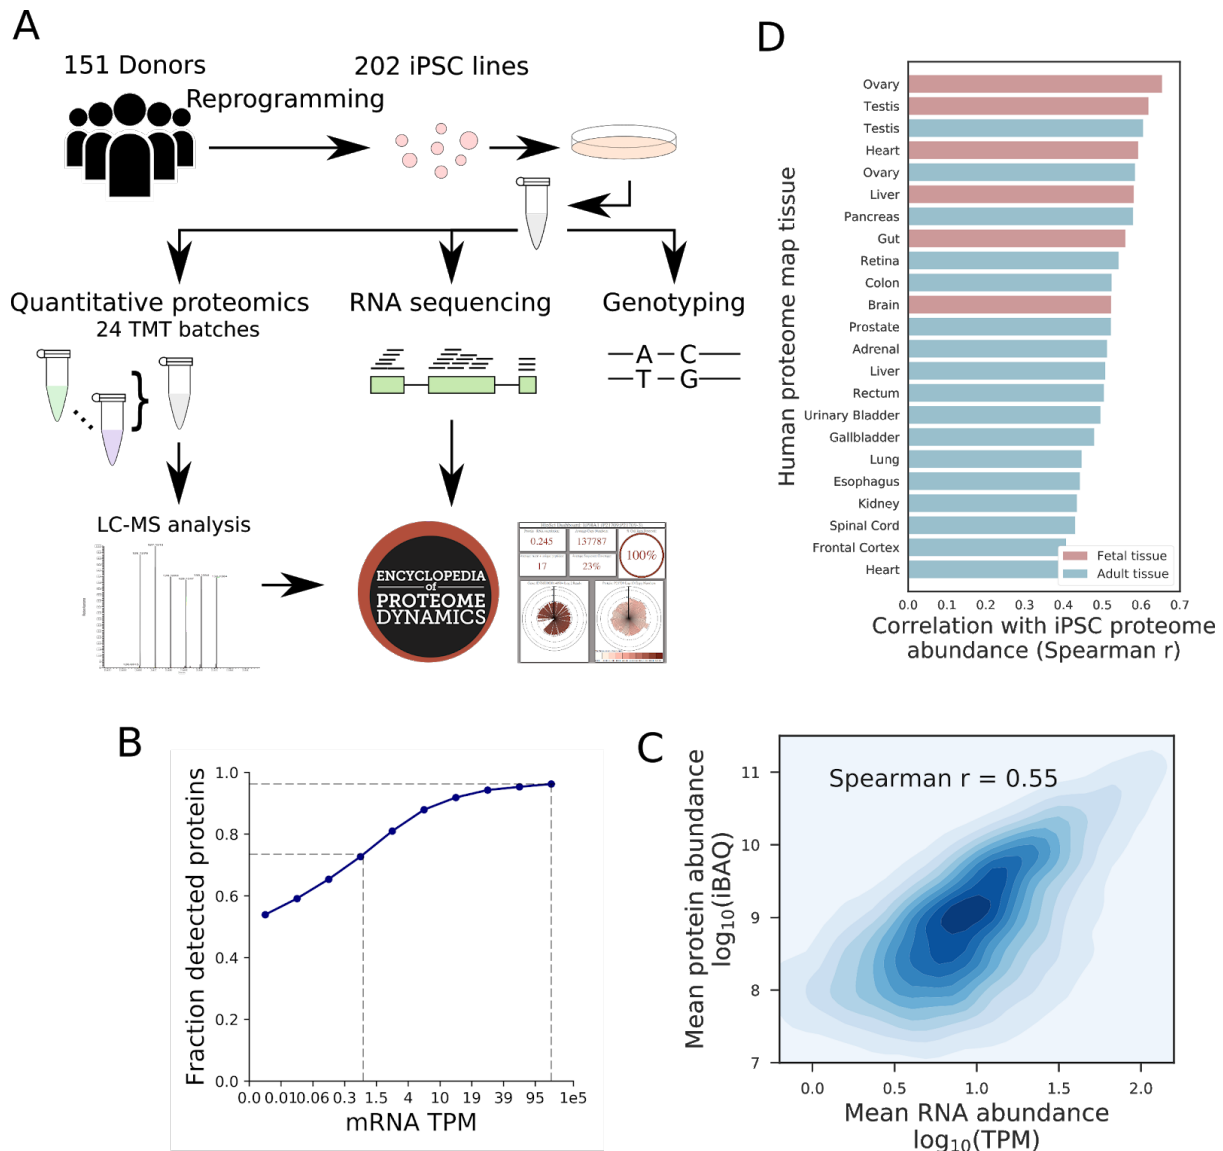 A
151 Donors
202 iPSC lines
Reprogramming
Quantitative proteomics
24 TMT batches
RNA sequencing
Genotyping
A C
T G
LC-MS analysis
ENCYCLOPEDIA
of
PROTEOME
DYNAMICS
0.245
137787
100%
17
23%
D
Human proteome map tissue
Ovary
Testis
Testis
Heart
Ovary
Liver
Pancreas
Gut
Retina
Colon
Brain
Prostate
Adrenal
Liver
Rectum
Urinary Bladder
Gallbladder
Lung
Esophagus
Kidney
Spinal Cord
Frontal Cortex
Heart
Fetal tissue
Adult tissue
0.0 0.1 0.2 0.3 0.4 0.5 0.6 0.7
Correlation with iPSC proteome
abundance (Spearman r)
B
Fraction detected proteins
1.0
0.8
0.6
0.4
0.2
0.0
0.0 0.01 0.06 0.3 1.5 4 10 19 39 95 1e5
mRNA TPM
C
Mean protein abundance
log10(iBAQ)
Spearman r = 0.55
11
10
9
8
7
0.0 0.5 1.0 1.5 2.0
Mean RNA abundance
log10(TPM)